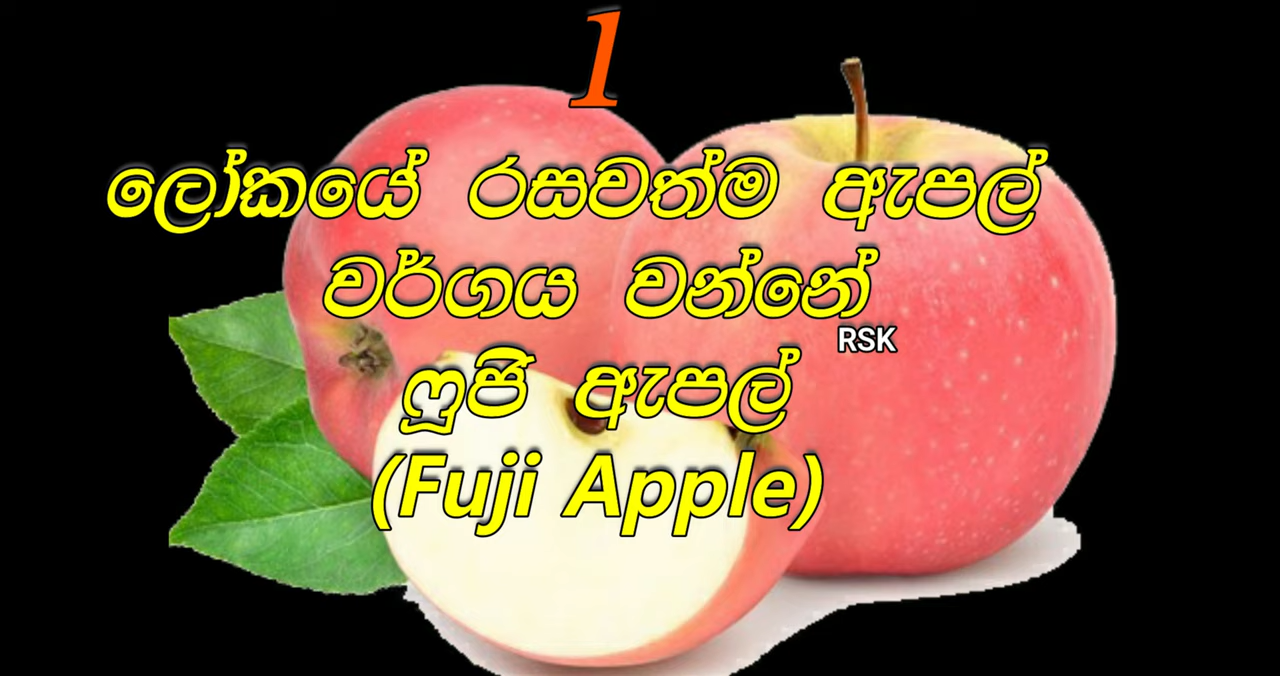 1
ලෝකයේ රසවත්ම ඇපල්
වර්ගය වන්නේ
RSK
ෆුජි ඇපල්
(Fuji Apple)